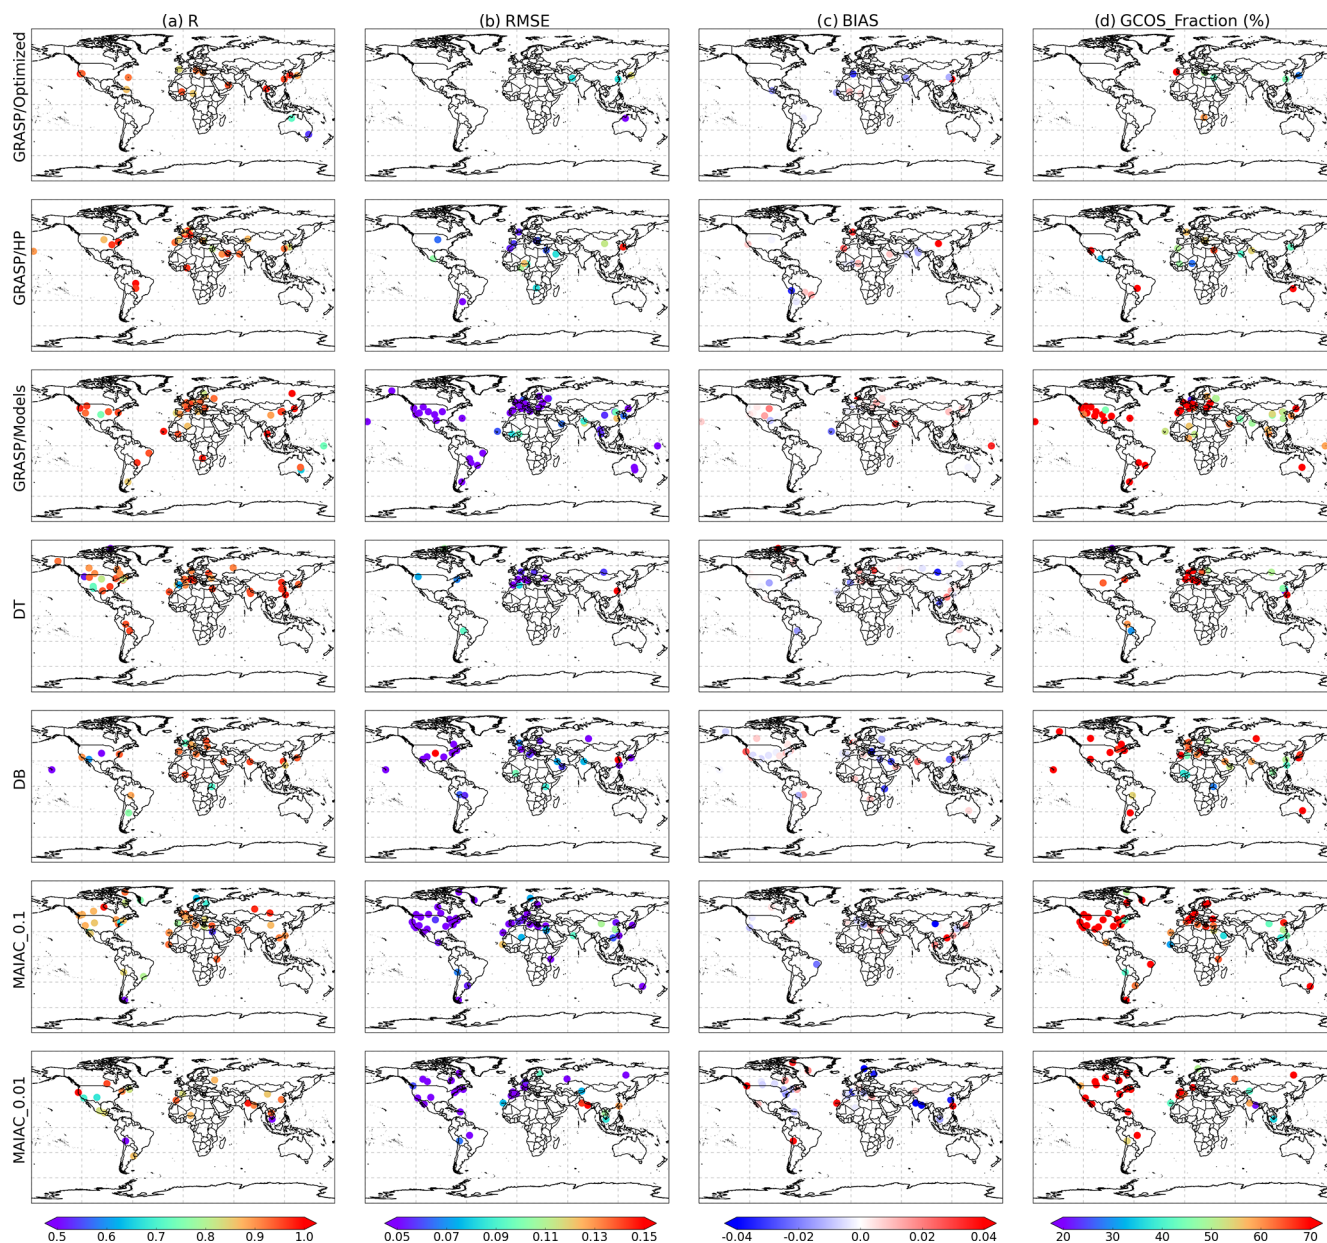 (a) R
(b) RMSE
(c) BIAS
(d) GCOS_Fraction (%)
GRASP/Optimized
GRASP/HP
GRASP/Models
DT
DB
MAIAC_0.1
MAIAC_0.01
0.5 0.6 0.7 0.8 0.9 1.0
0.05 0.07 0.09 0.11 0.13 0.15
-0.04 -0.02 0.0 0.02 0.04
20 30 40 50 60 70